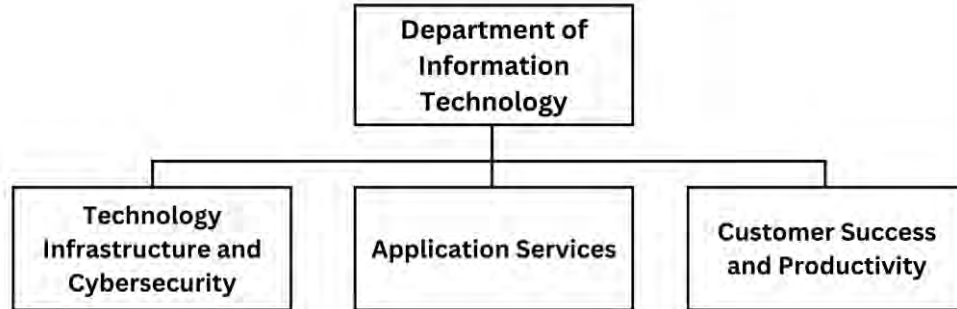 Department of
Information
Technology
Technology
Infrastructure and
Cybersecurity
Application Services
Customer Success
and Productivity